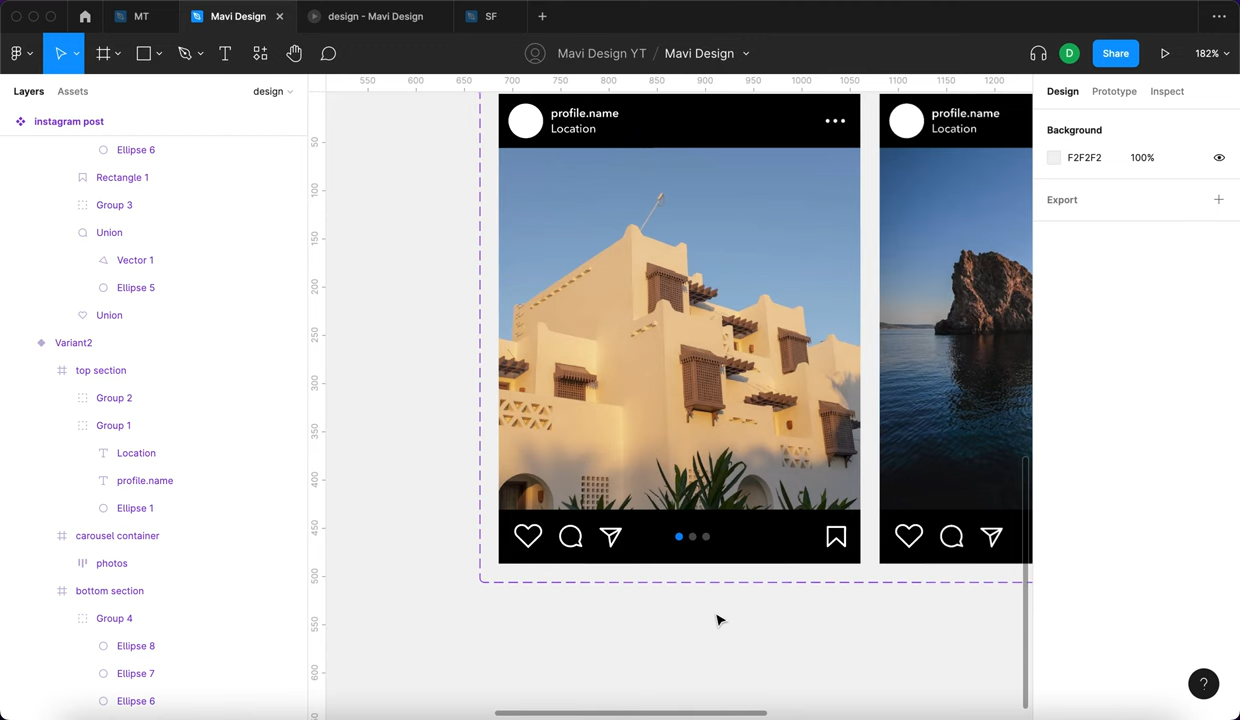 MT
Mavi Design
design - Mavi Design
SF
Mavi Design YT / Mavi Design
D
Share
182%
Layers
Assets
design
550
600
650
700
750
800
850
900
950
1000
1050
1100
1150
1200
Design
Prototype
Inspect
instagram post
Ellipse 6
Rectangle 1
Group 3
Union
Vector 1
Ellipse 5
Union
Variant2
top section
Group 2
Group 1
Location
profile.name
Ellipse 1
carousel container
photos
bottom section
Group 4
Ellipse 8
Ellipse 7
Ellipse 6
50
100
150
200
250
300
350
400
450
500
550
600
profile.name
Location
profile.name
Location
Background
F2F2F2
100%
Export
?